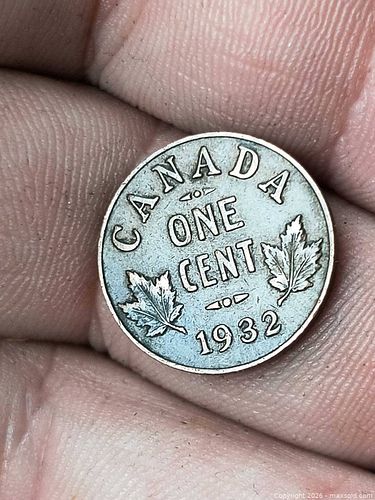 CANADA
ONE
CENT
1932
Copyright 2026 - maxsold.com